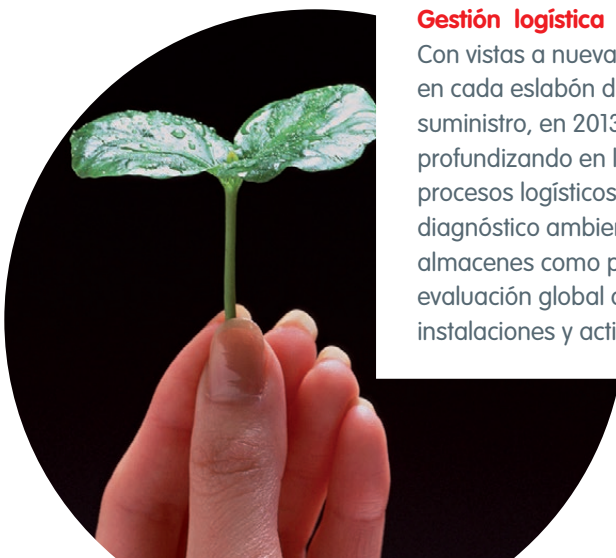 Gestión logística
Con vistas a nueva
en cada eslabón d
suministro, en 2013
profundizando en l
procesos logísticos
diagnóstico ambie
almacenes como p
evaluación global
instalaciones y acti